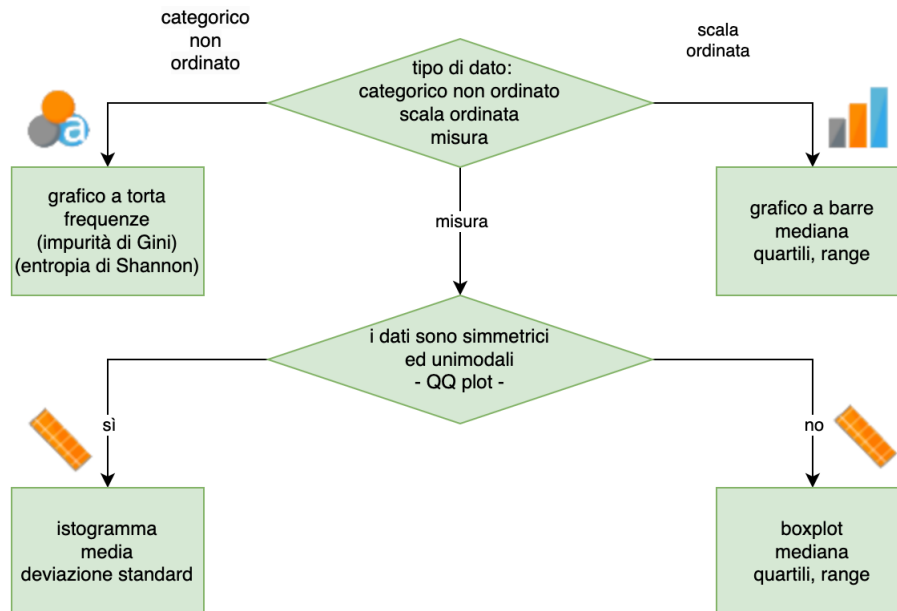 categorico
non
ordinato
scala
ordinata
tipo di dato:
categorico non ordinato
scala ordinata
misura
a
grafico a torta
frequenze
(impurità di Gini)
(entropia di Shannon)
misura
grafico a barre
mediana
quartili, range
i dati sono simmetrici
ed unimodali
- QQ plot -
sì
no
istogramma
media
deviazione standard
boxplot
mediana
quartili, range